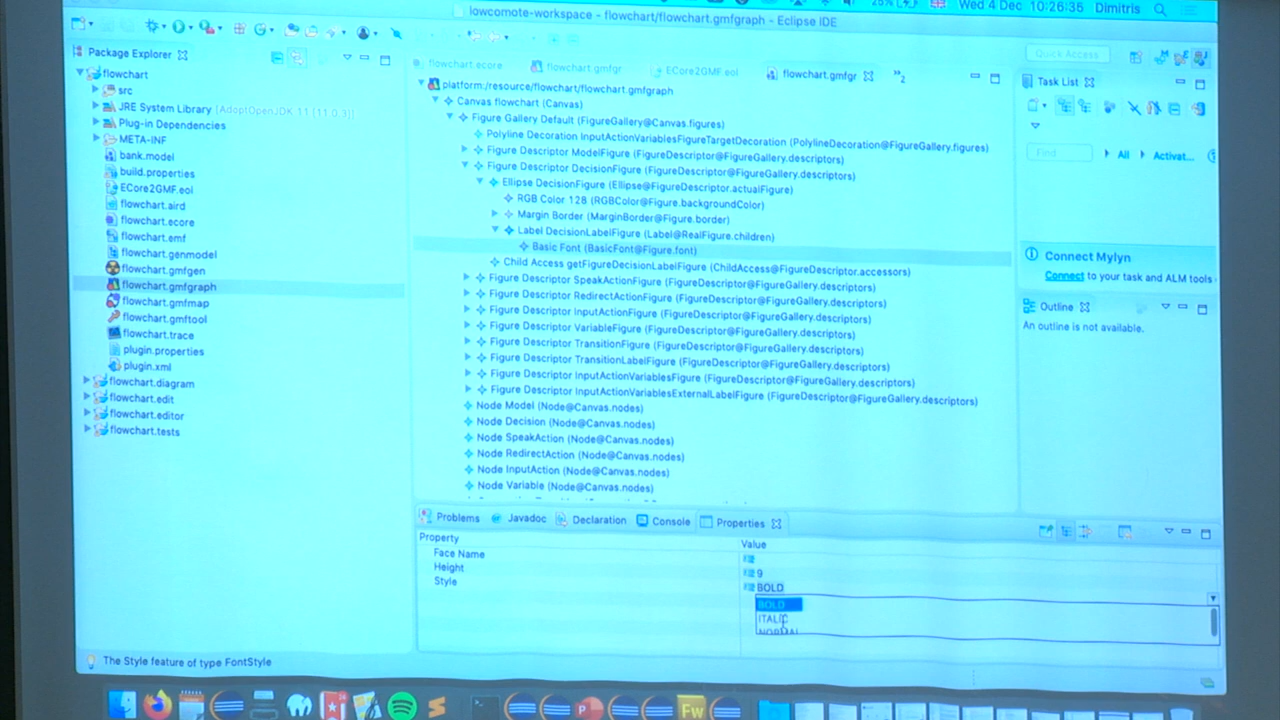 Wed 4 Dec 10:26:35 Dimitris
lowcomote-workspace - flowchart/flowchart.gmfgraph - Eclipse IDE
Quick Access
Package Explorer
flowchart
src
JRE System Library [AdoptOpenJDK 11 (11.0.3)]
Plug-in Dependencies
META-INF
bank.model
build.properties
ECore2GMF.eol
flowchart.aird
flowchart.ecore
flowchart.emf
flowchart.genmodel
flowchart.gmfgen
flowchart.gmfgraph
flowchart.gmfmap
flowchart.gmftool
flowchart.trace
plugin.properties
plugin.xml
flowchart.diagram
flowchart.edit
flowchart.editor
flowchart.tests
flowchart.ecore
flowchart.gmfgr
ECore2GMF.eol
flowchart.gmfgr
2
platform:/resource/flowchart/flowchart.gmfgraph
Canvas flowchart (Canvas)
Figure Gallery Default (FigureGallery@Canvas.figures)
Polyline Decoration InputActionVariablesFigureTargetDecoration (PolylineDecoration@FigureGallery.figures)
Figure Descriptor ModelFigure (FigureDescriptor@FigureGallery.descriptors)
Figure Descriptor DecisionFigure (FigureDescriptor@FigureGallery.descriptors)
Ellipse DecisionFigure (Ellipse@FigureDescriptor.actualFigure)
RGB Color 128 (RGBColor@Figure.backgroundColor)
Margin Border (MarginBorder@Figure.border)
Label DecisionLabelFigure (Label@RealFigure.children)
Basic Font (BasicFont@Figure.font)
Child Access getFigureDecisionLabelFigure (ChildAccess@FigureDescriptor.accessors)
Figure Descriptor SpeakActionFigure (FigureDescriptor@FigureGallery.descriptors)
Figure Descriptor RedirectActionFigure (FigureDescriptor@FigureGallery.descriptors)
Figure Descriptor InputActionFigure (FigureDescriptor@FigureGallery.descriptors)
Figure Descriptor VariableFigure (FigureDescriptor@FigureGallery.descriptors)
Figure Descriptor TransitionFigure (FigureDescriptor@FigureGallery.descriptors)
Figure Descriptor TransitionLabelFigure (FigureDescriptor@FigureGallery.descriptors)
Figure Descriptor InputActionVariablesFigure (FigureDescriptor@FigureGallery.descriptors)
Figure Descriptor InputActionVariablesExternalLabelFigure (FigureDescriptor@FigureGallery.descriptors)
Node Model (Node@Canvas.nodes)
Node Decision (Node@Canvas.nodes)
Node SpeakAction (Node@Canvas.nodes)
Node RedirectAction (Node@Canvas.nodes)
Node InputAction (Node@Canvas.nodes)
Node Variable (Node@Canvas.nodes)
Task List
Find
All
Activat...
Connect Mylyn
Connect to your task and ALM tools
Outline
An outline is not available.
Problems
Javadoc
Declaration
Console
Properties
Property Value
Face Name
Height 9
Style BOLD
BOLD
ITALIC
NORMAL
The Style feature of type FontStyle
Fw